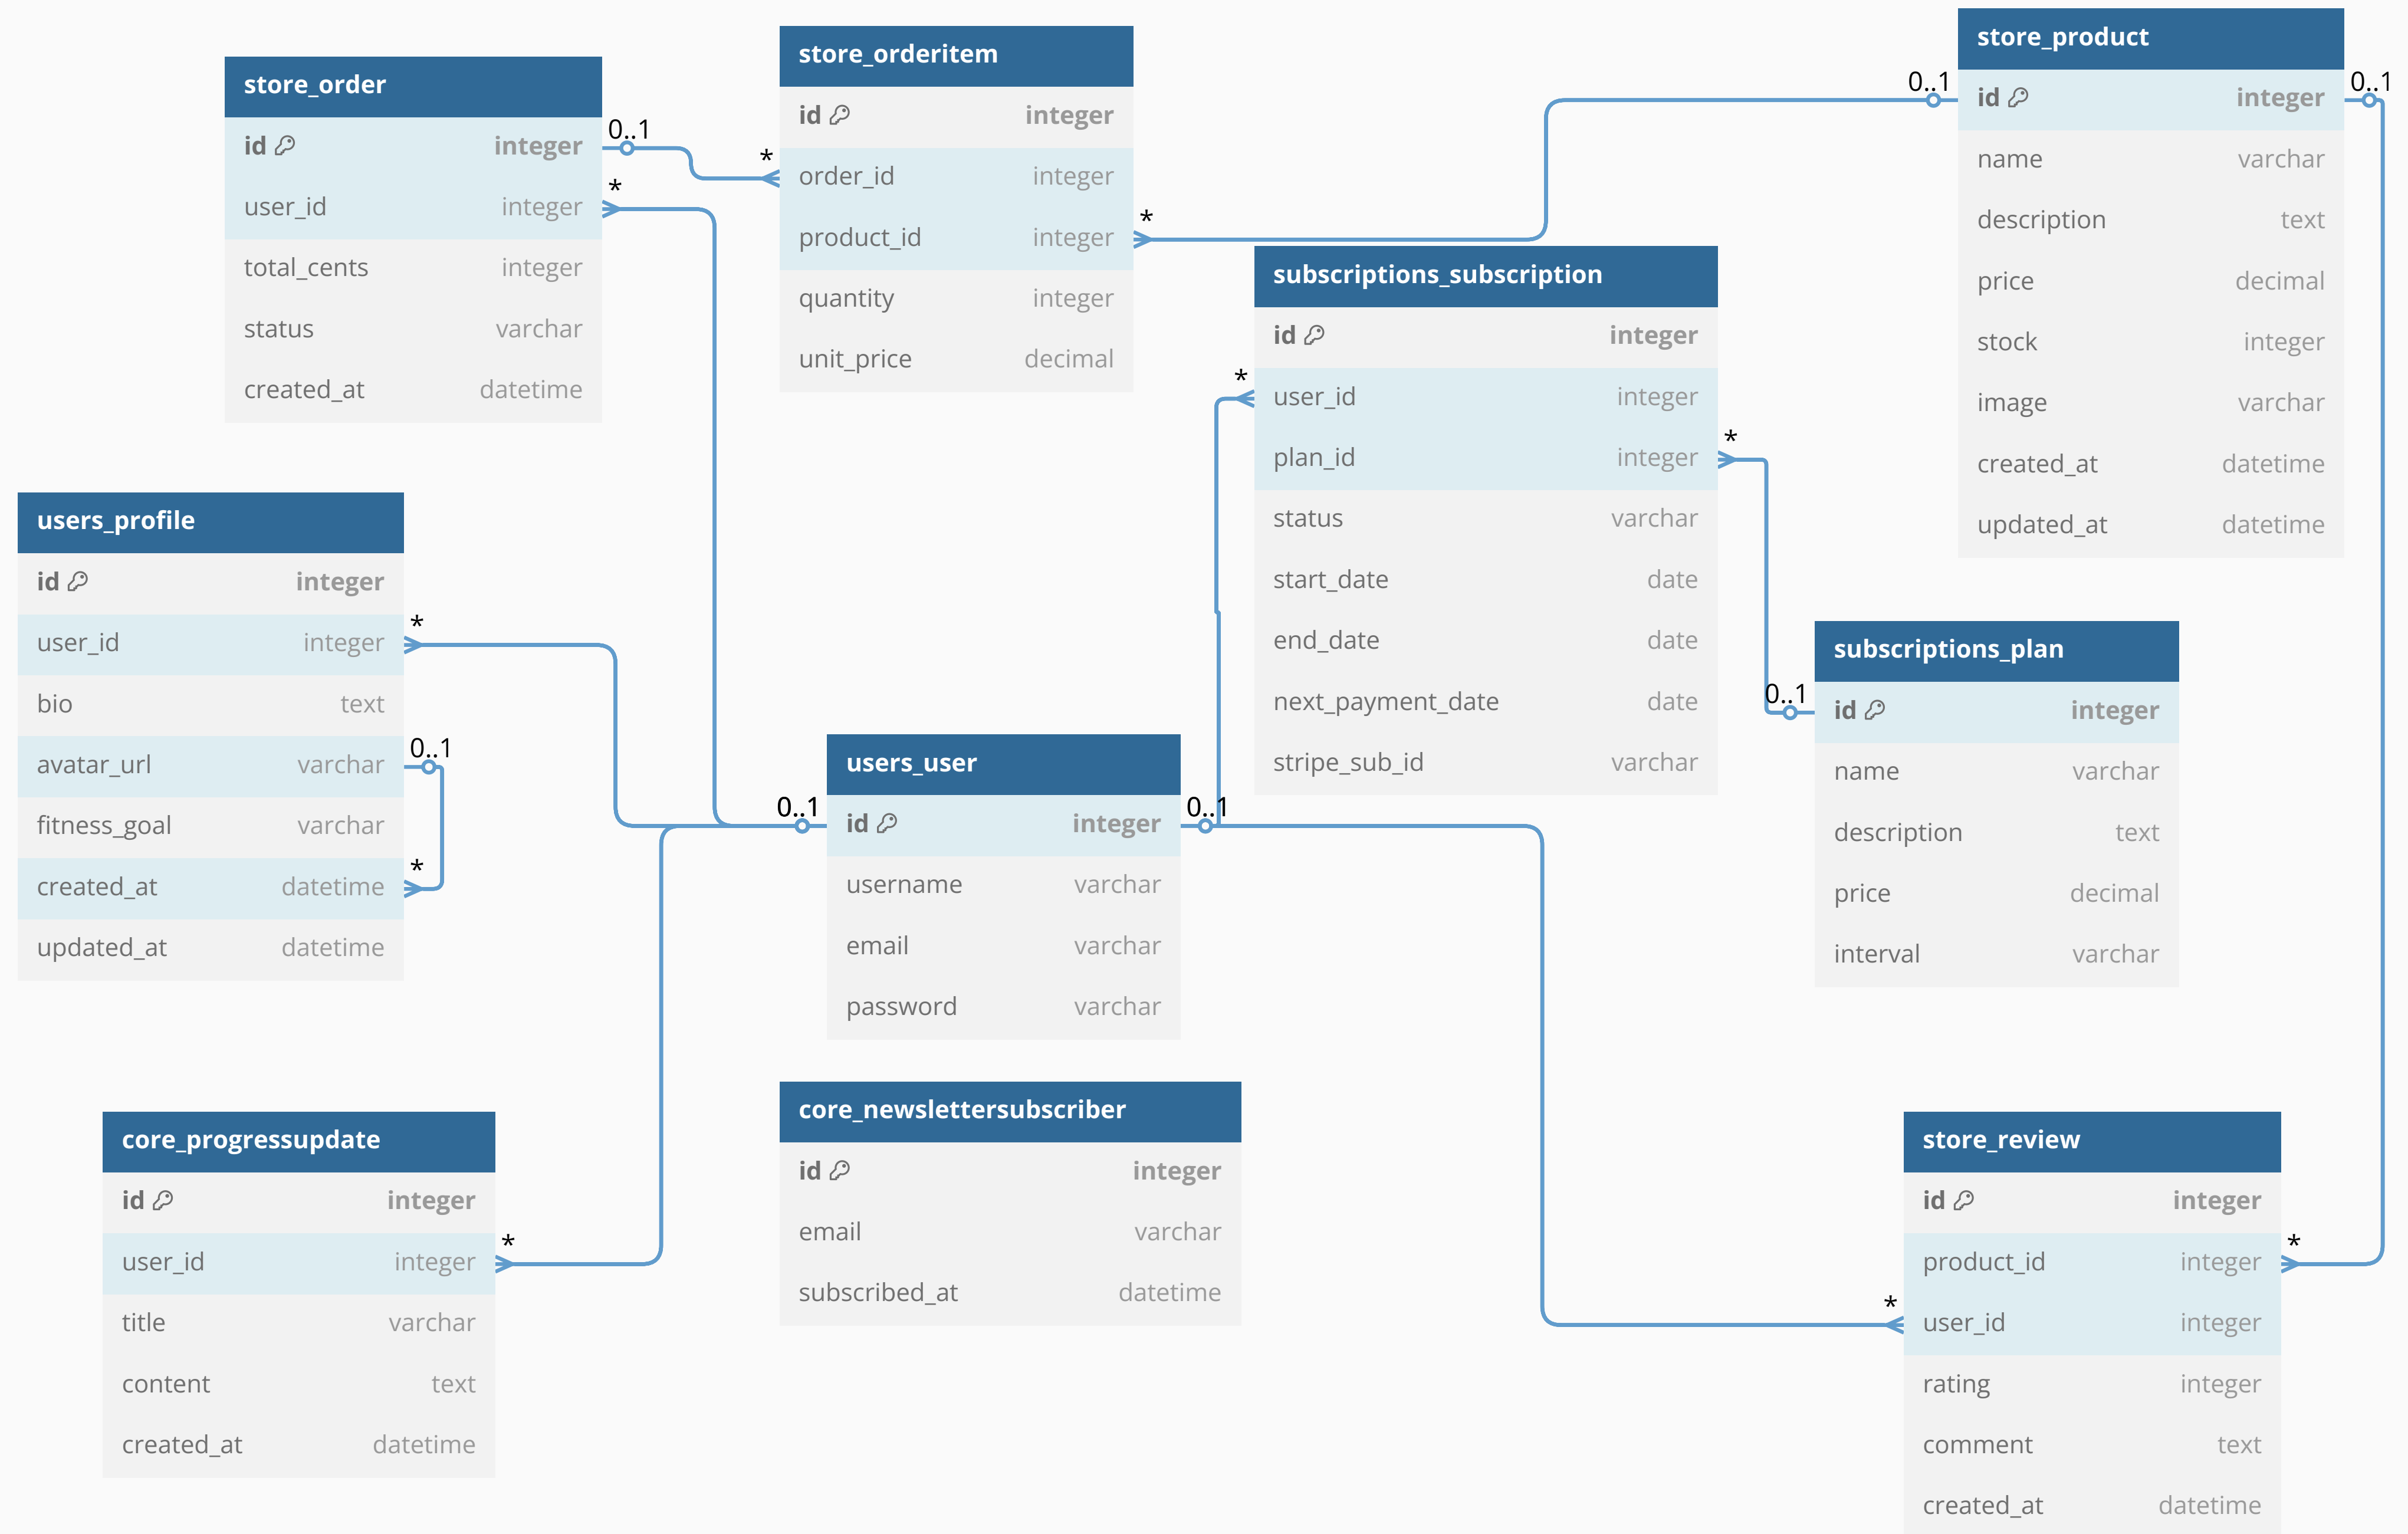 store_order
id integer
user_id integer
total_cents integer
status varchar
created_at datetime
0..1
*
store_orderitem
id integer
order_id integer
product_id integer
quantity integer
unit_price decimal
*
*
store_product
id integer
name varchar
description text
price decimal
stock integer
image varchar
created_at datetime
updated_at datetime
0..1
0..1
subscriptions_subscription
id integer
user_id integer
plan_id integer
status varchar
start_date date
end_date date
next_payment_date date
stripe_sub_id varchar
*
*
users_profile
id integer
user_id integer
bio text
avatar_url varchar
fitness_goal varchar
created_at datetime
updated_at datetime
*
0..1
*
subscriptions_plan
id integer
name varchar
description text
price decimal
interval varchar
0..1
users_user
id integer
username varchar
email varchar
password varchar
0..1
0..1
core_newslettersubscriber
id integer
email varchar
subscribed_at datetime
core_progressupdate
id integer
user_id integer
title varchar
content text
created_at datetime
*
store_review
id integer
product_id integer
user_id integer
rating integer
comment text
created_at datetime
*
*